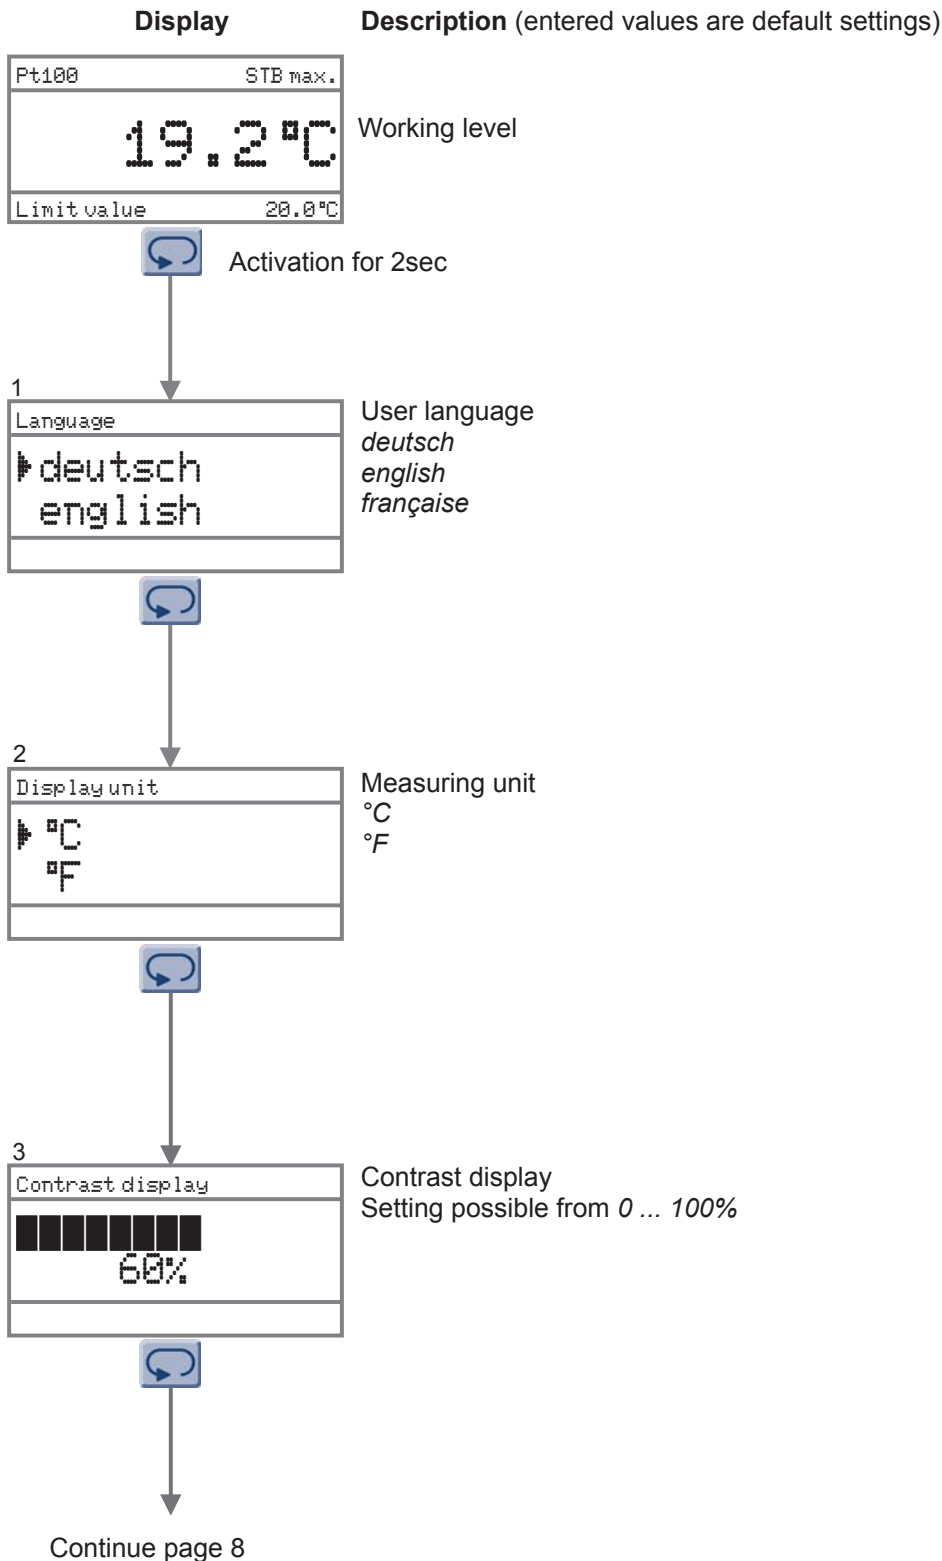 Display Description (entered values are default settings)
Pt100 STB max.
19.2°C
Working level
Limit value 20.0°C
Activation for 2sec
1
Language
deutsch
english
User language
deutsch
english
française
2
Display unit
°C
°F
Measuring unit
°C
°F
3
Contrast display
60%
Contrast display
Setting possible from 0 ... 100%
Continue page 8